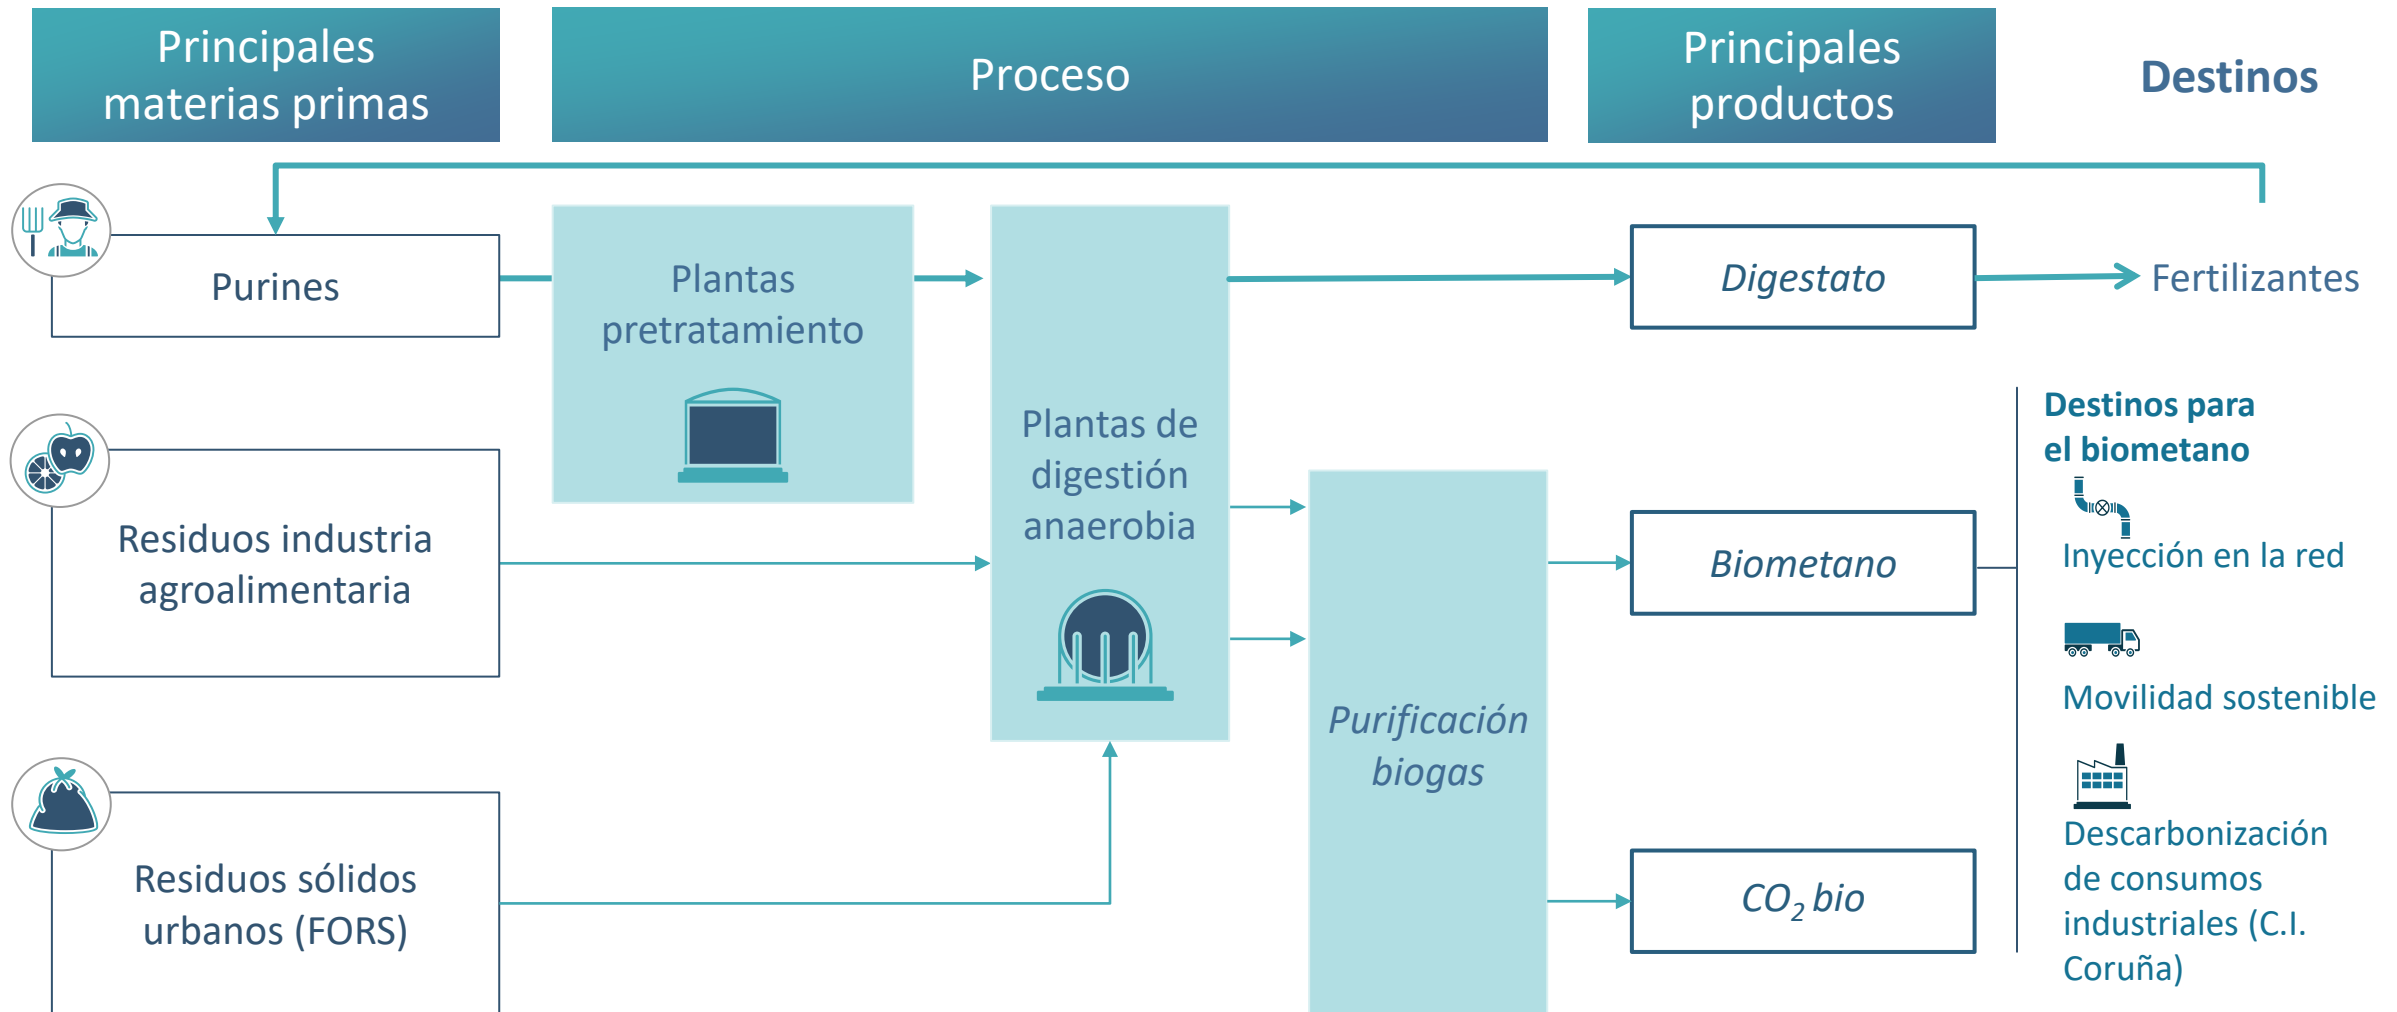 Principales
materias primas
Proceso
Principales
productos
Destinos
Purines
Plantas
pretratamiento
Digestato
Fertilizantes
Residuos industria
agroalimentaria
Plantas de
digestión
anaerobia
Biometano
Destinos para
el biometano
Inyección en la red
Movilidad sostenible
Residuos sólidos
urbanos (FORS)
Purificación
biogas
CO₂ bio
Descarbonización
de consumos
industriales (C.I.
Coruña)